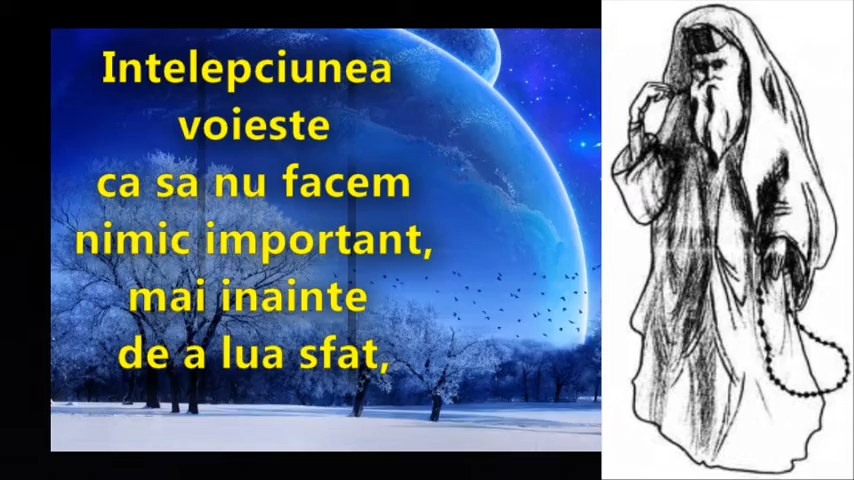 Intelepciunea
voieste
ca sa nu facem
nimic important,
mai inainte
de a lua sfat,